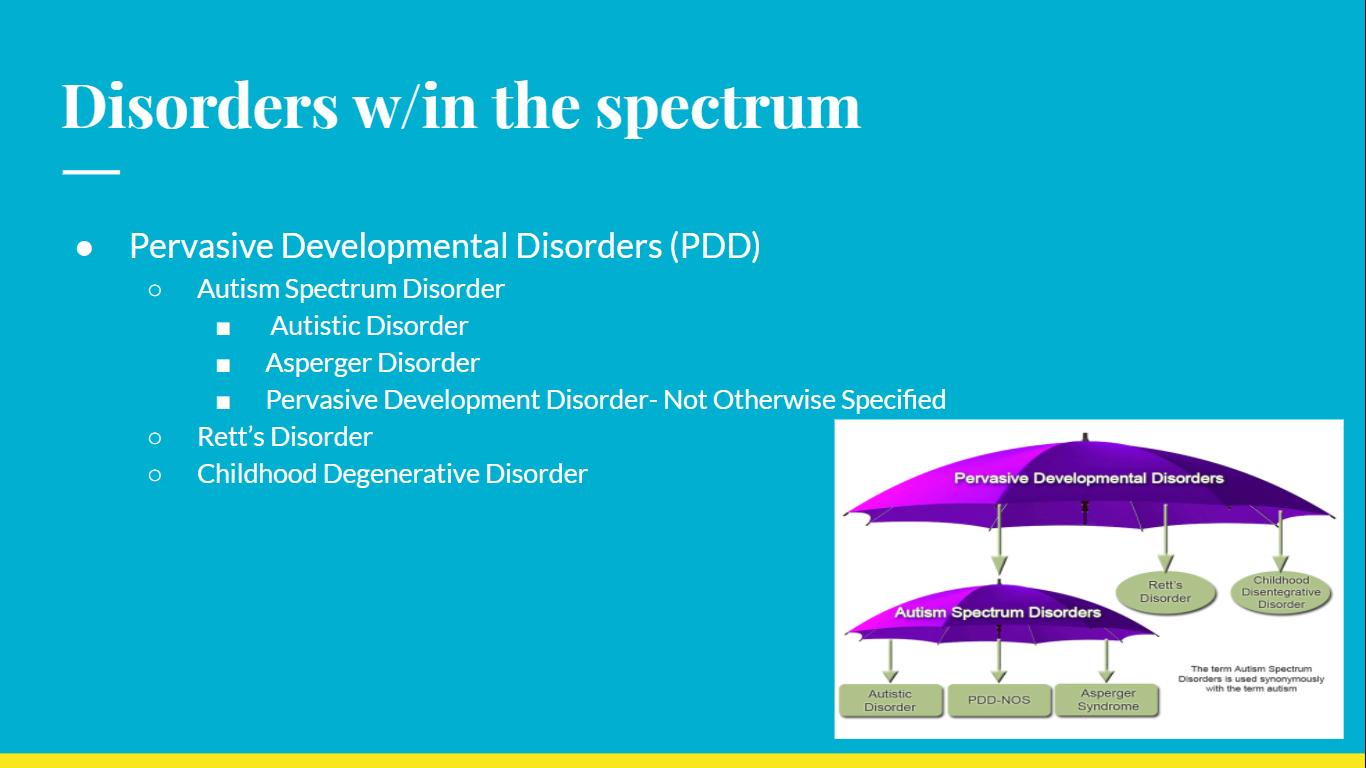 Disorders w/in the spectrum
Pervasive Developmental Disorders (PDD)
Autism Spectrum Disorder
Autistic Disorder
Asperger Disorder
Pervasive Development Disorder- Not Otherwise Specified
Rett’s Disorder
Childhood Degenerative Disorder
Pervasive Developmental Disorders
Rett's
Disorder
Childhood
Disentegrative
Disorder
Autism Spectrum Disorders
Autistic
Disorder
PDD-NOS
Asperger
Syndrome
The term Autism Spectrum
Disorders is used synonymously
with the term autism